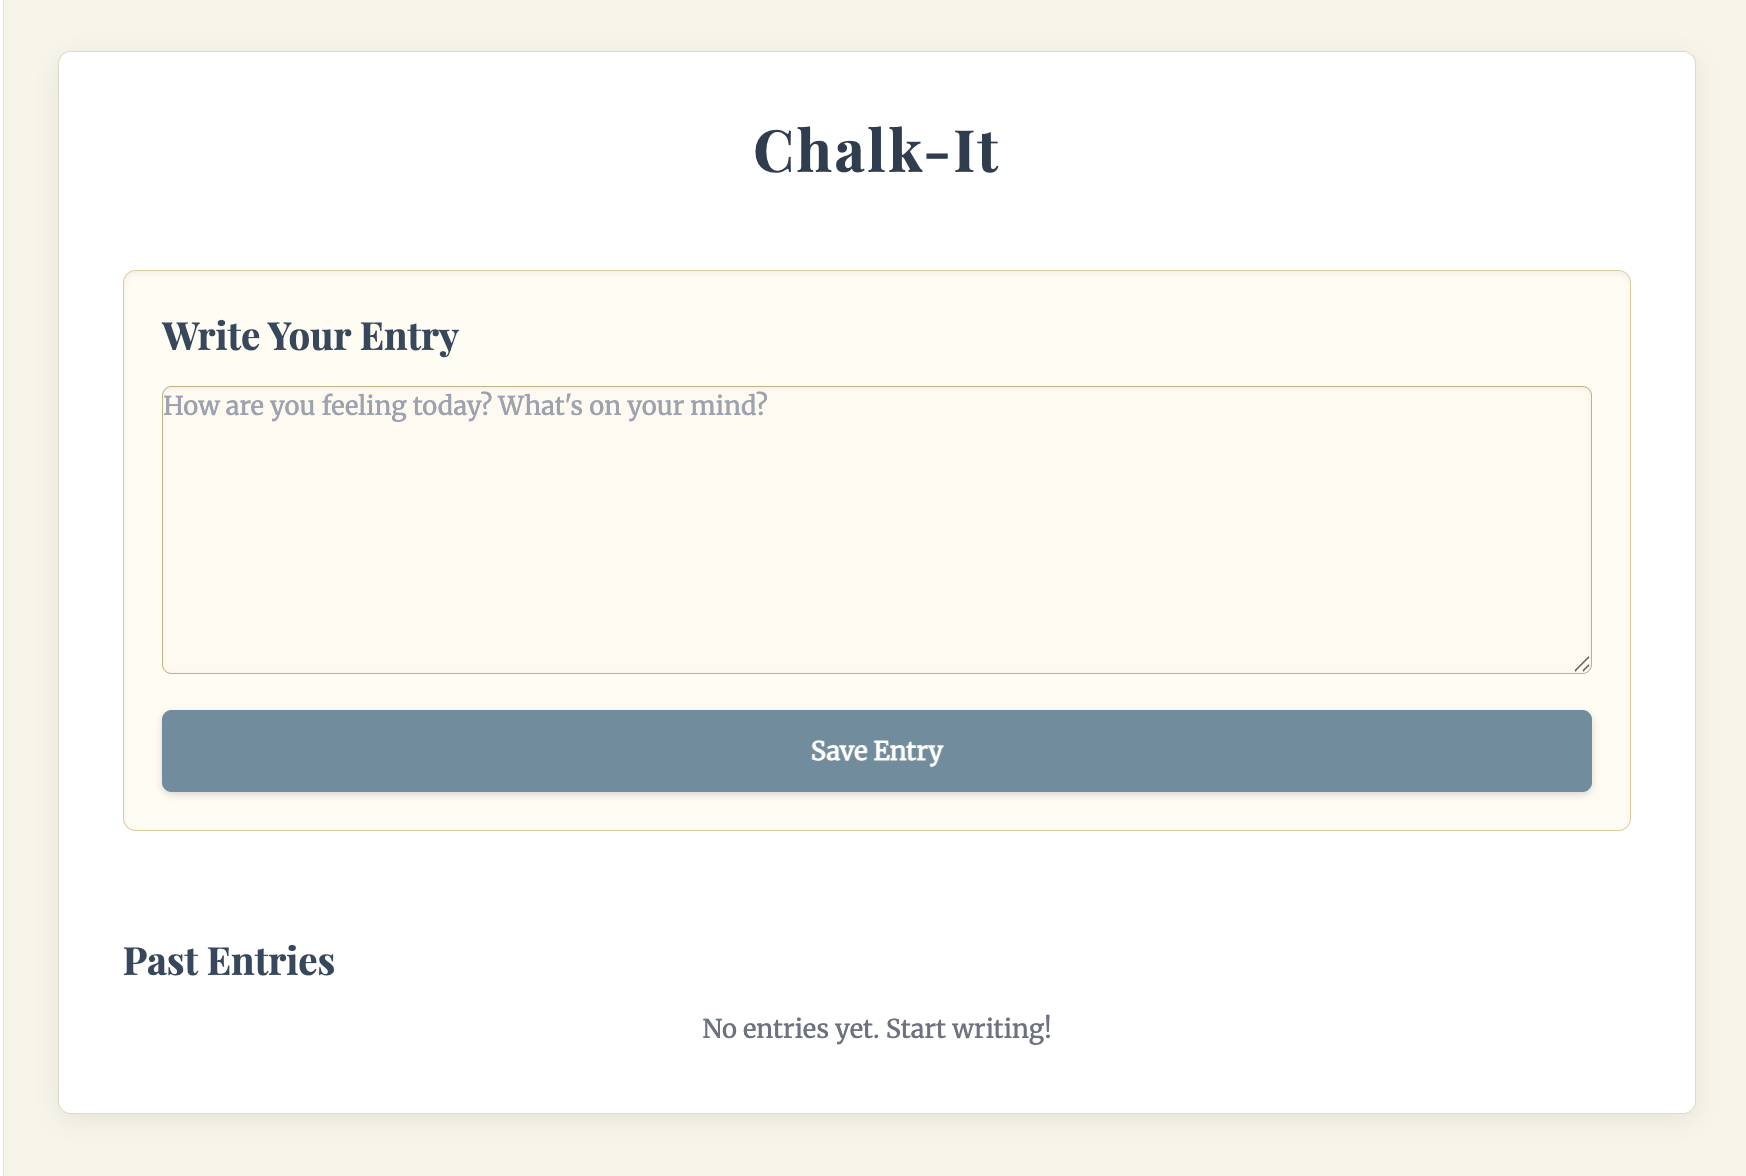 Chalk-It
Write Your Entry
How are you feeling today? What's on your mind?
Save Entry
Past Entries
No entries yet. Start writing!